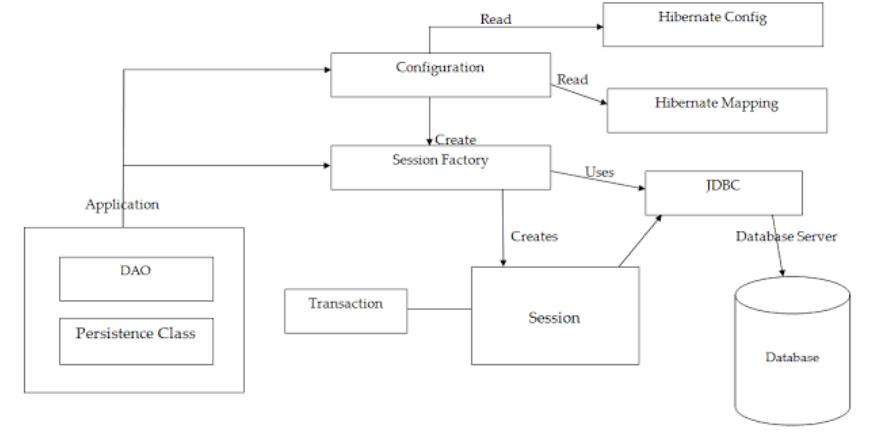 Read
Hibernate Config
Configuration
Read
Hibernate Mapping
Create
Session Factory
Uses
JDBC
Application
Creates
Database Server
DAO
Transaction
Session
Persistence Class
Database